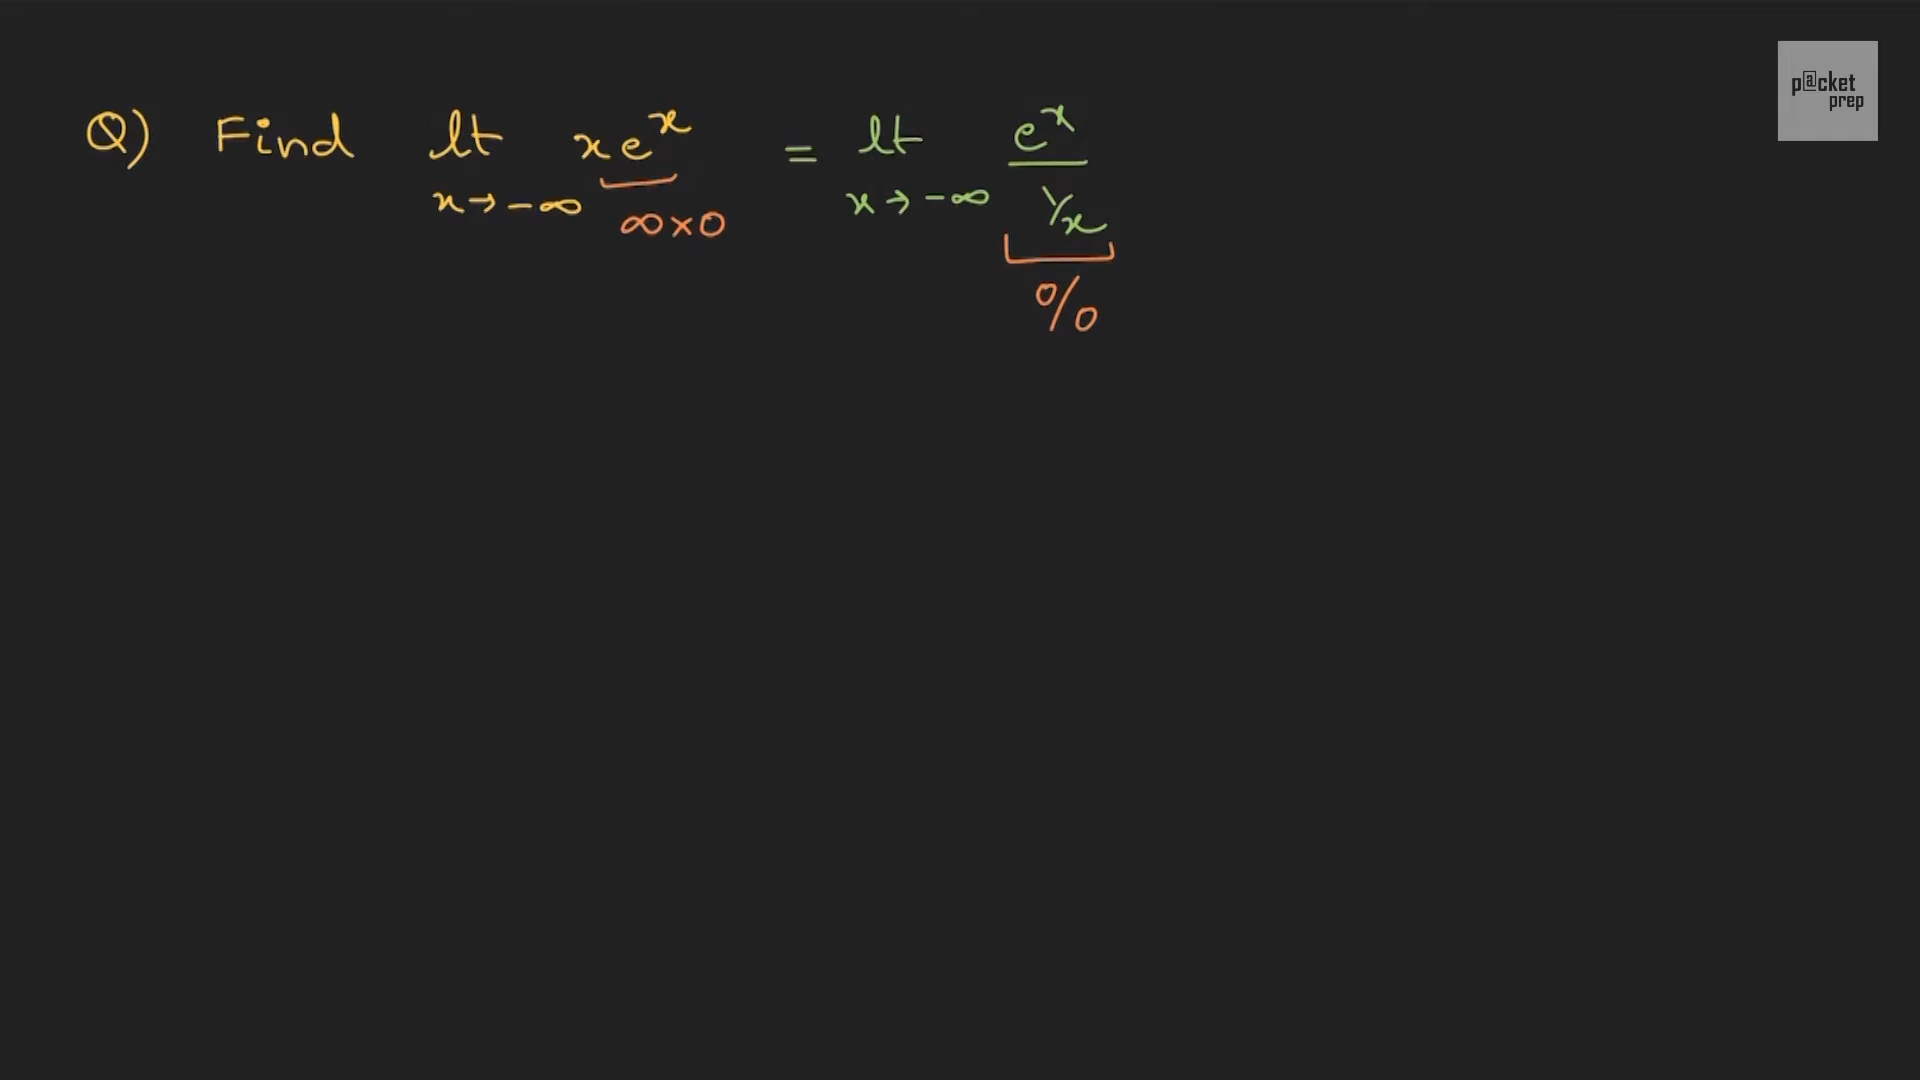 p@cket
prep
Q) Find lt xe^x = lt e^x
x→-∞ ∞×0 x→-∞ 1/x
0/0